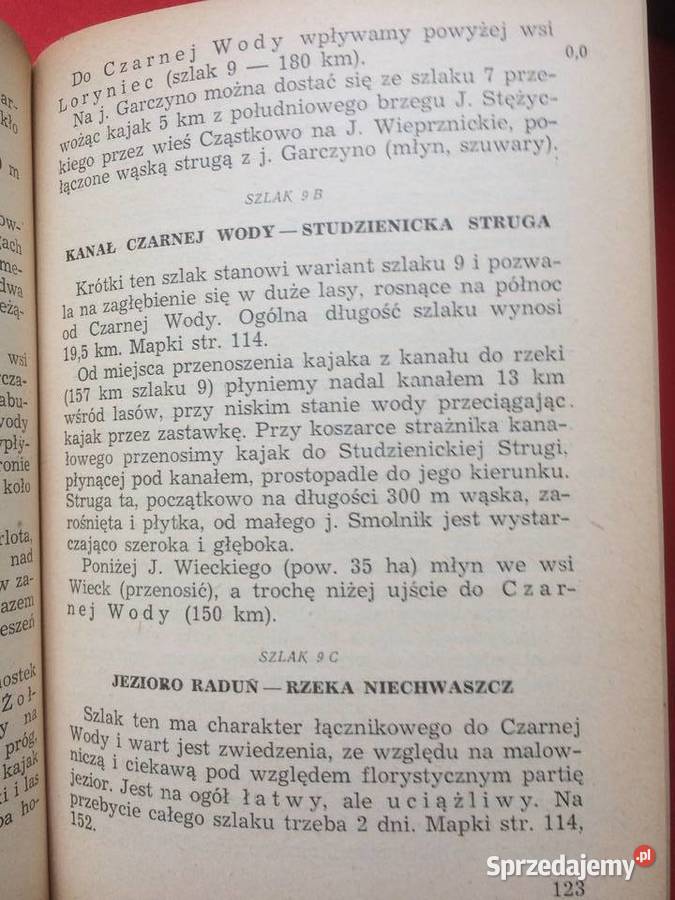 Do Czarnej Wody wpływamy powyżej wsi
Loryniec (szlak 9 — 180 km). 0,0
Na j. Garczyno można dostać się ze szlaku 7 prze-
wożąc kajak 5 km z południowego brzegu J. Stężyc-
kiego przez wieś Cząstkowo na J. Wieprznickie, po-
łączone wąską strugą z j. Garczyno (młyn, szuwary).
SZLAK 9 B
KANAŁ CZARNEJ WODY — STUDZIENICKA STRUGA
Krótki ten szlak stanowi wariant szlaku 9 i pozwa-
la na zagłębienie się w duże lasy, rosnące na północ
od Czarnej Wody. Ogólna długość szlaku wynosi
19,5 km. Mapki str. 114.
Od miejsca przenoszenia kajaka z kanału do rzeki
(157 km szlaku 9) płyniemy nadal kanałem 13 km
wśród lasów, przy niskim stanie wody przeciągając
kajak przez zastawkę. Przy koszarce strażnika kana-
łowego przenosimy kajak do Studzienickiej Strugi,
płynącej pod kanałem, prostopadle do jego kierunku.
Struga ta, początkowo na długości 300 m wąska, za-
rośnięta i płytka, od małego j. Smolnik jest wystar-
czająco szeroka i głęboka.
Poniżej J. Wieckiego (pow. 35 ha) młyn we wsi
Wieck (przenosić), a trochę niżej ujście do Czar-
nej Wody (150 km).
SZLAK 9 C
JEZIORO RADUŃ — RZEKA NIECHWASZCZ
Szlak ten ma charakter łącznikowego do Czarnej
Wody i wart jest zwiedzenia, ze względu na malow-
niczą i ciekawą pod względem florystycznym partię
jezior. Jest na ogół łatwy, ale uciążliwy. Na
przebycie całego szlaku trzeba 2 dni. Mapki str. 114,
152.
123
Sprzedajemy.pl